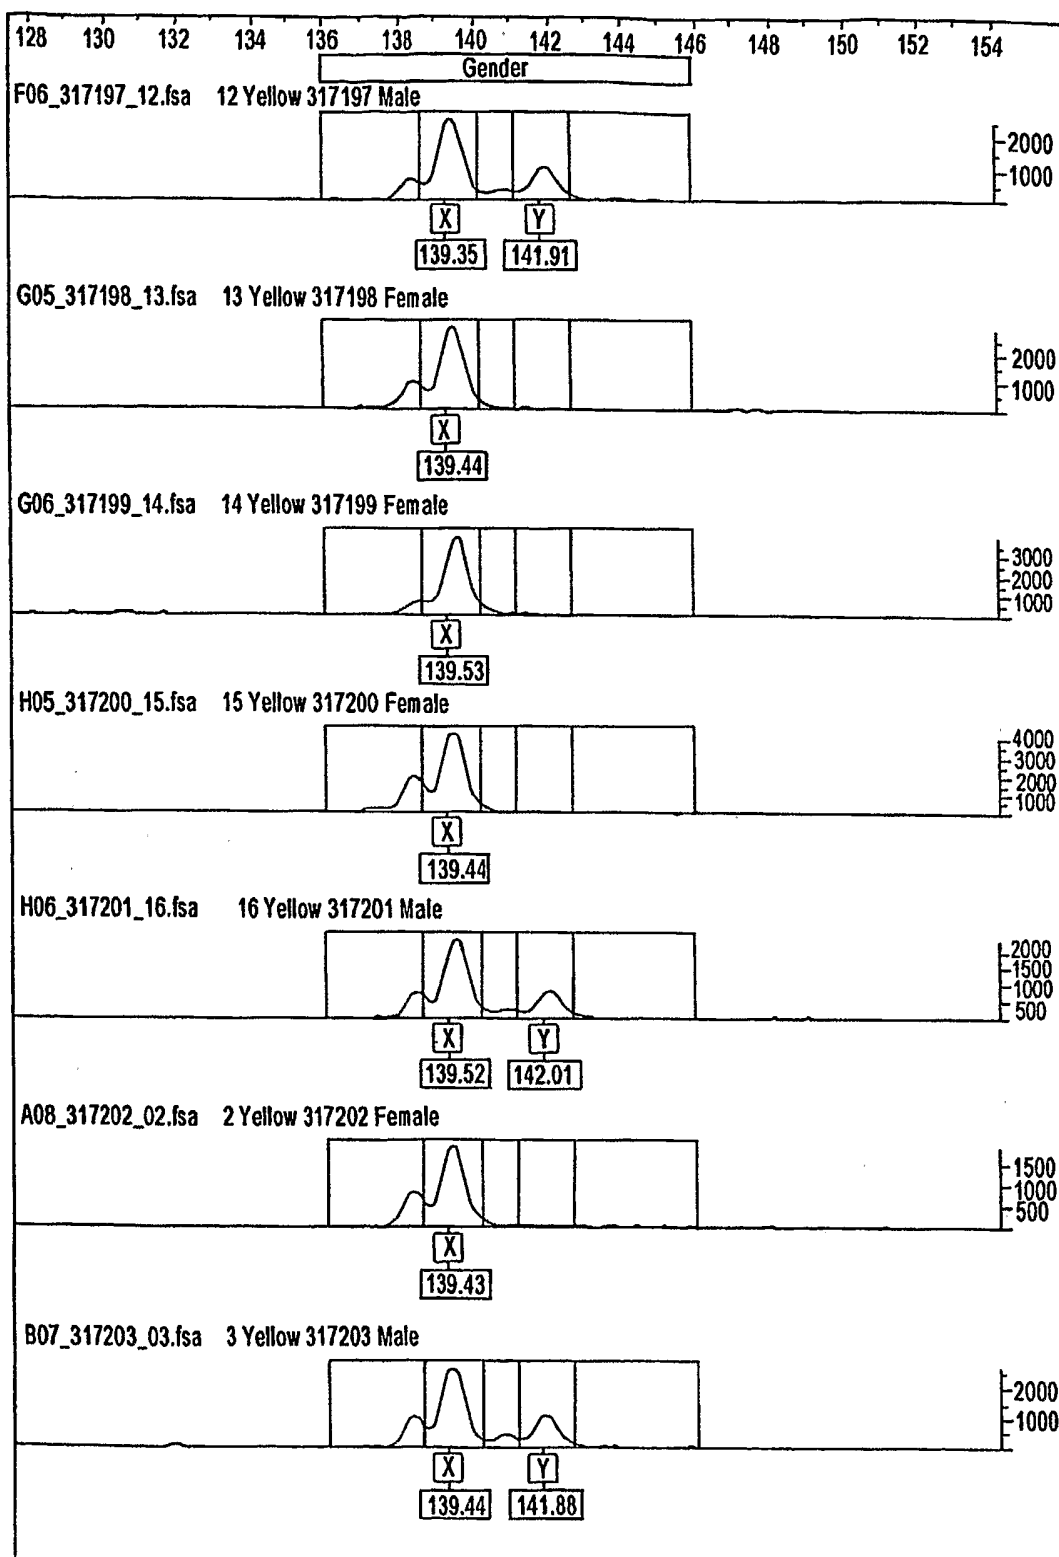 128 130 132 134 136 138 140 142 144 146 148 150 152 154
Gender
F06_317197_12.fsa 12 Yellow 317197 Male
2000
1000
X Y
139.35 141.91
G05_317198_13.fsa 13 Yellow 317198 Female
2000
1000
X
139.44
G06_317199_14.fsa 14 Yellow 317199 Female
3000
2000
1000
X
139.53
H05_317200_15.fsa 15 Yellow 317200 Female
4000
3000
2000
1000
X
139.44
H06_317201_16.fsa 16 Yellow 317201 Male
2000
1500
1000
500
X Y
139.52 142.01
A08_317202_02.fsa 2 Yellow 317202 Female
1500
1000
500
X
139.43
B07_317203_03.fsa 3 Yellow 317203 Male
2000
1000
X Y
139.44 141.88